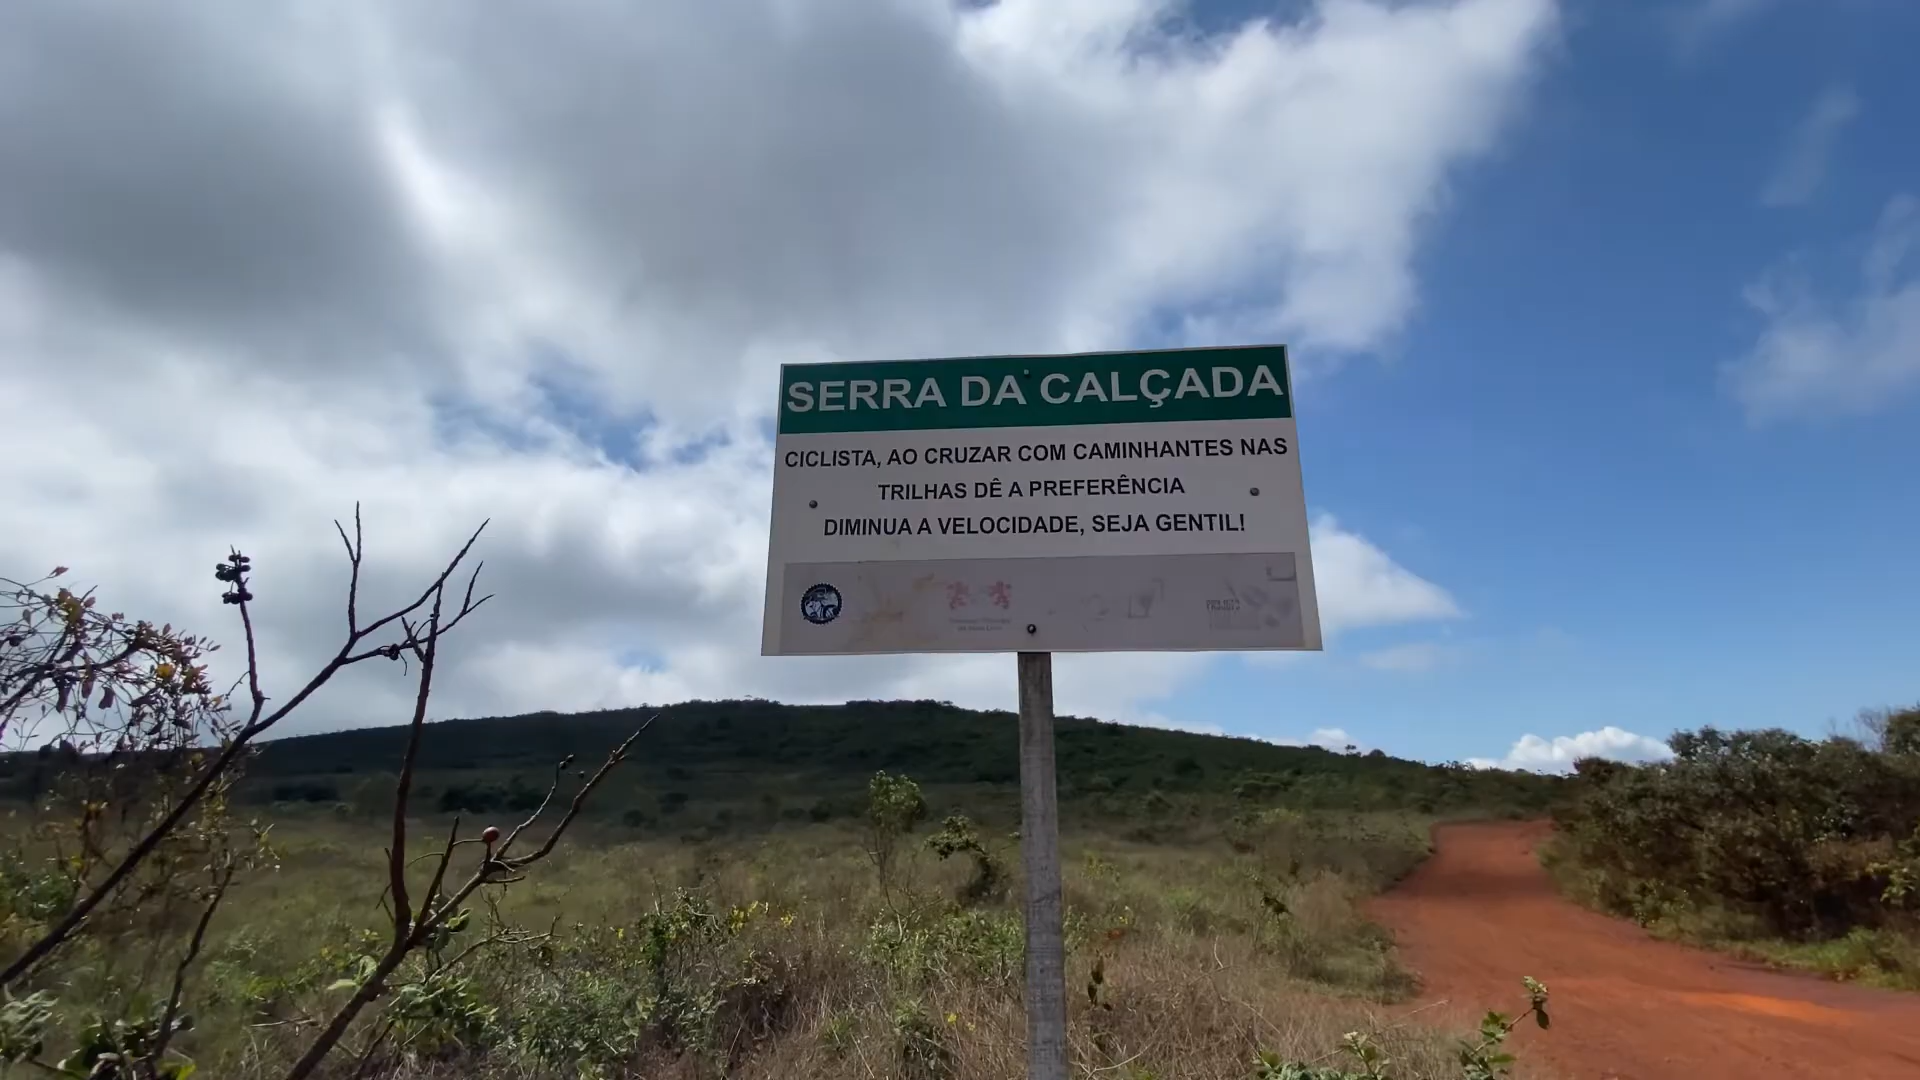 SERRA DA CALÇADA
CICLISTA, AO CRUZAR COM CAMINHANTES NAS
TRILHAS DÊ A PREFERÊNCIA
DIMINUA A VELOCIDADE, SEJA GENTIL!